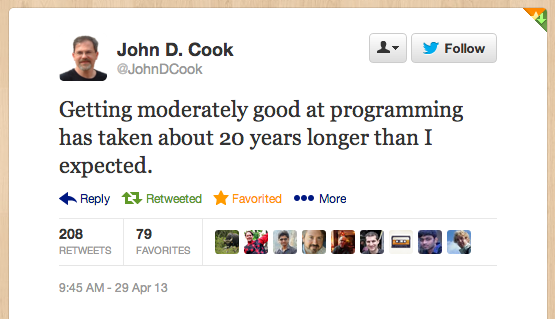 John D. Cook
@JohnDCook
Follow
Getting moderately good at programming
has taken about 20 years longer than I
expected.
Reply Retweeted Favorited More
208 RETWEETS 79 FAVORITES
9:45 AM - 29 Apr 13